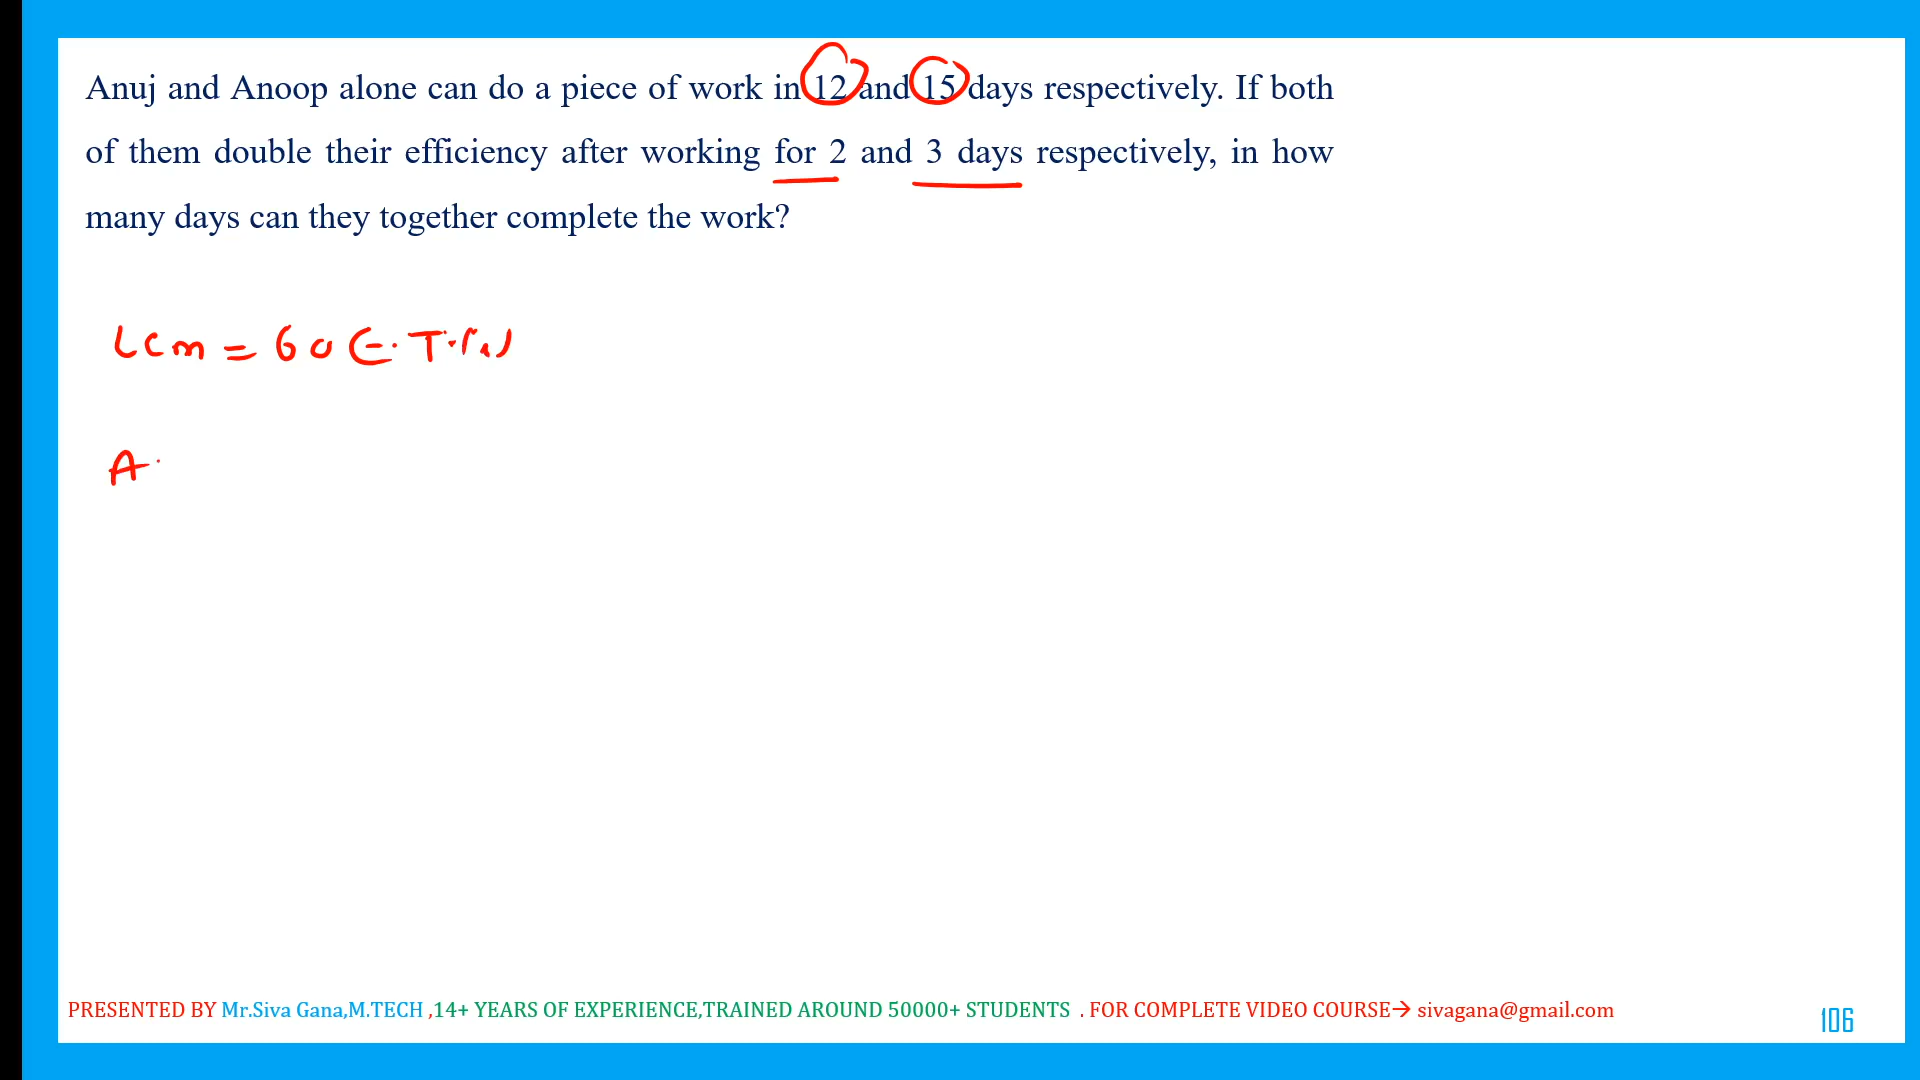 Anuj and Anoop alone can do a piece of work in 12 and 15 days respectively. If both
of them double their efficiency after working for 2 and 3 days respectively, in how
many days can they together complete the work?
LCM = 60 (E.T.W)
A
PRESENTED BY Mr.Siva Gana,M.TECH ,14+ YEARS OF EXPERIENCE,TRAINED AROUND 50000+ STUDENTS . FOR COMPLETE VIDEO COURSE→ sivagana@gmail.com
106